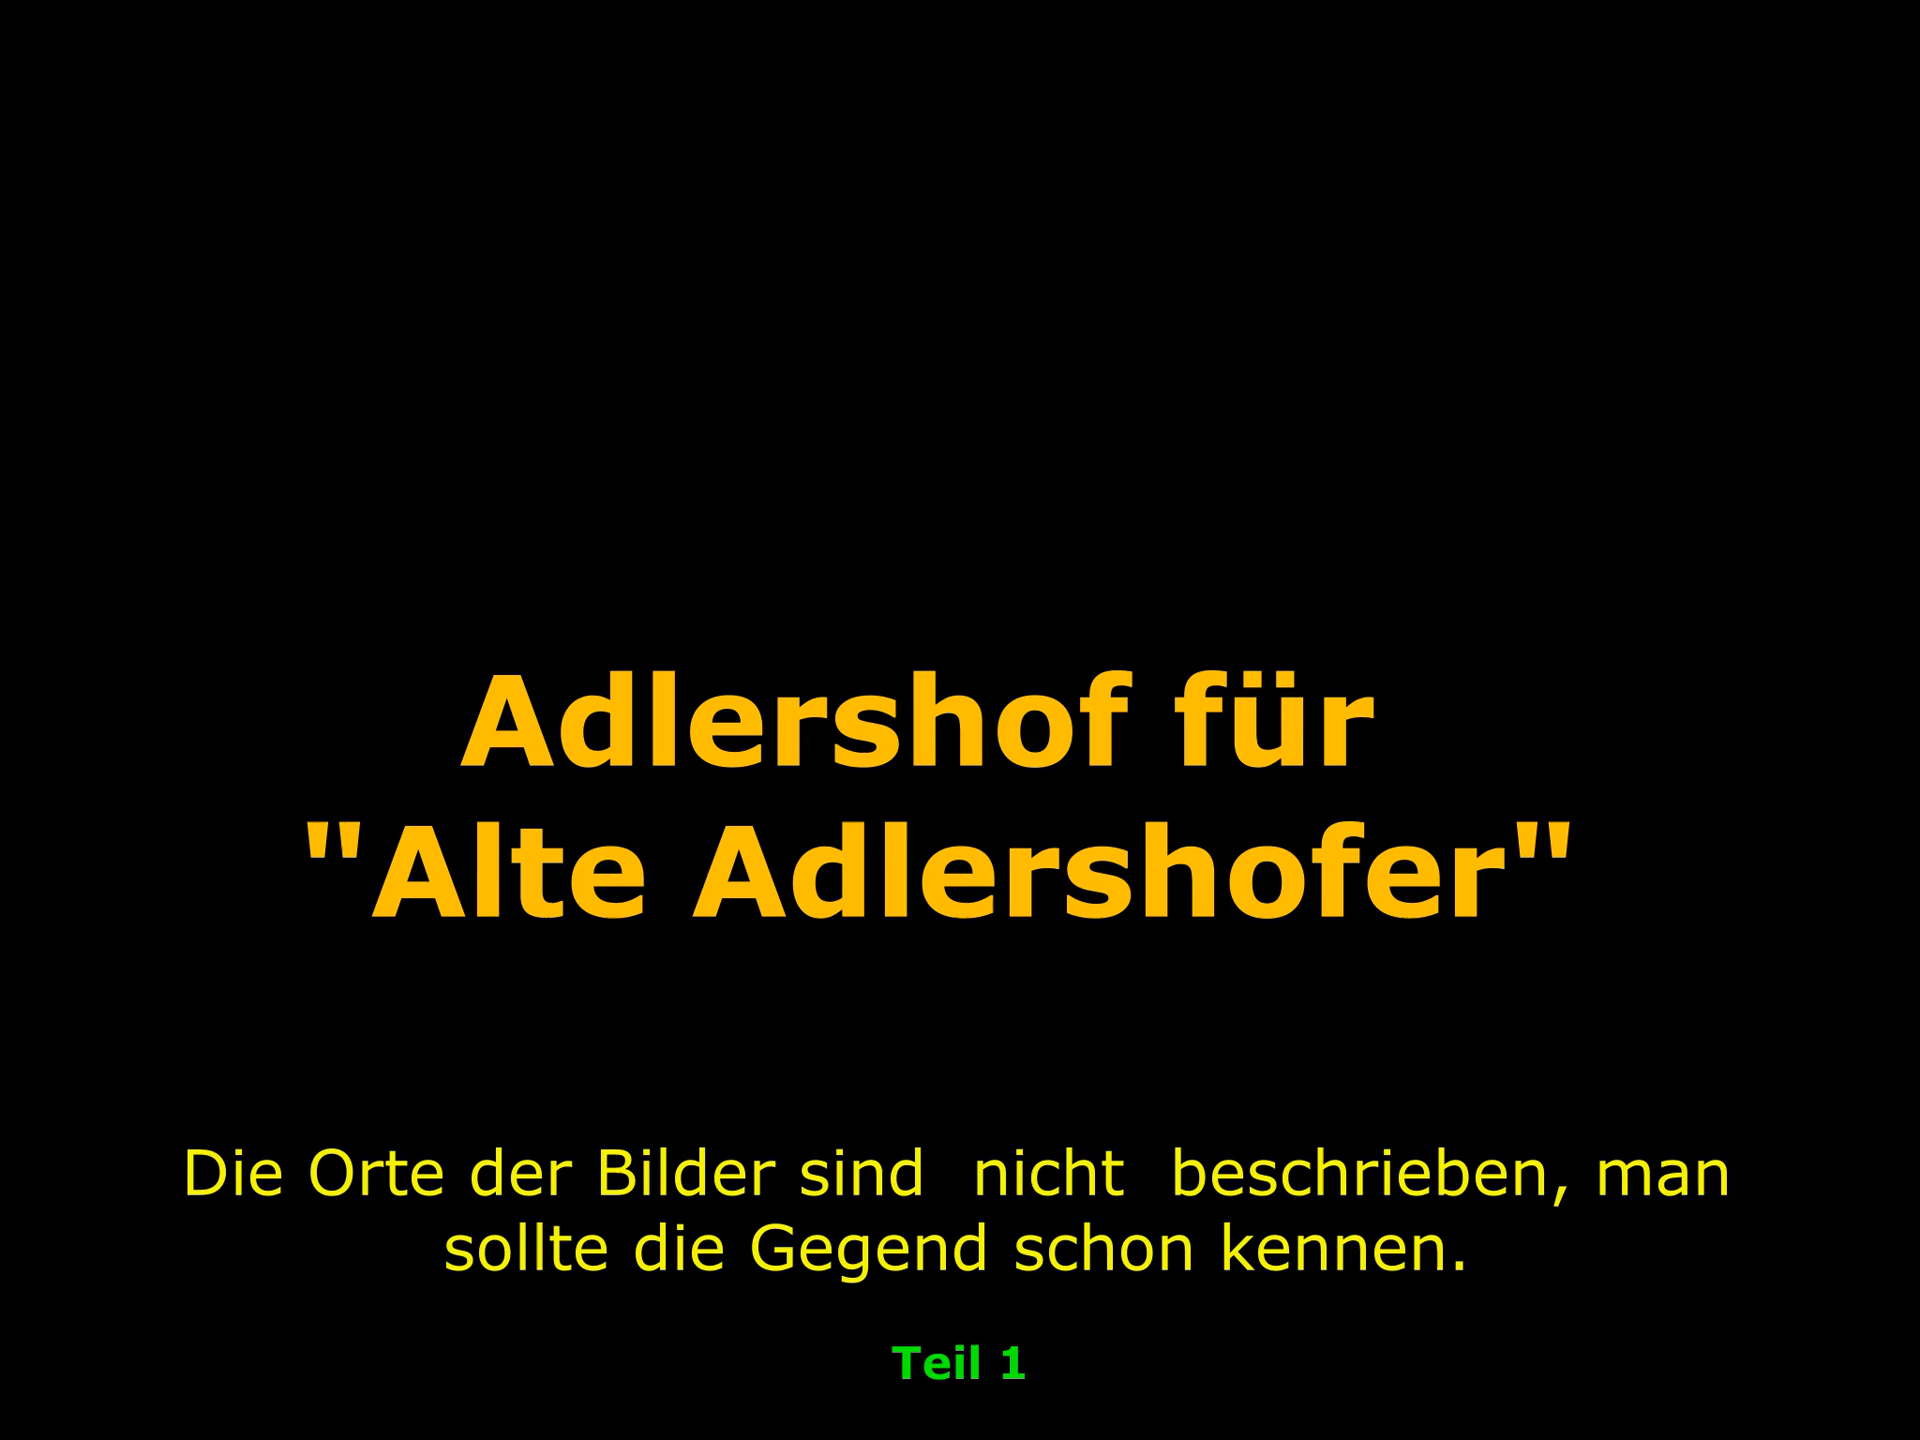 Adlershof für
"Alte Adlershofer"
Die Orte der Bilder sind  nicht  beschrieben, man
sollte die Gegend schon kennen.
Teil 1